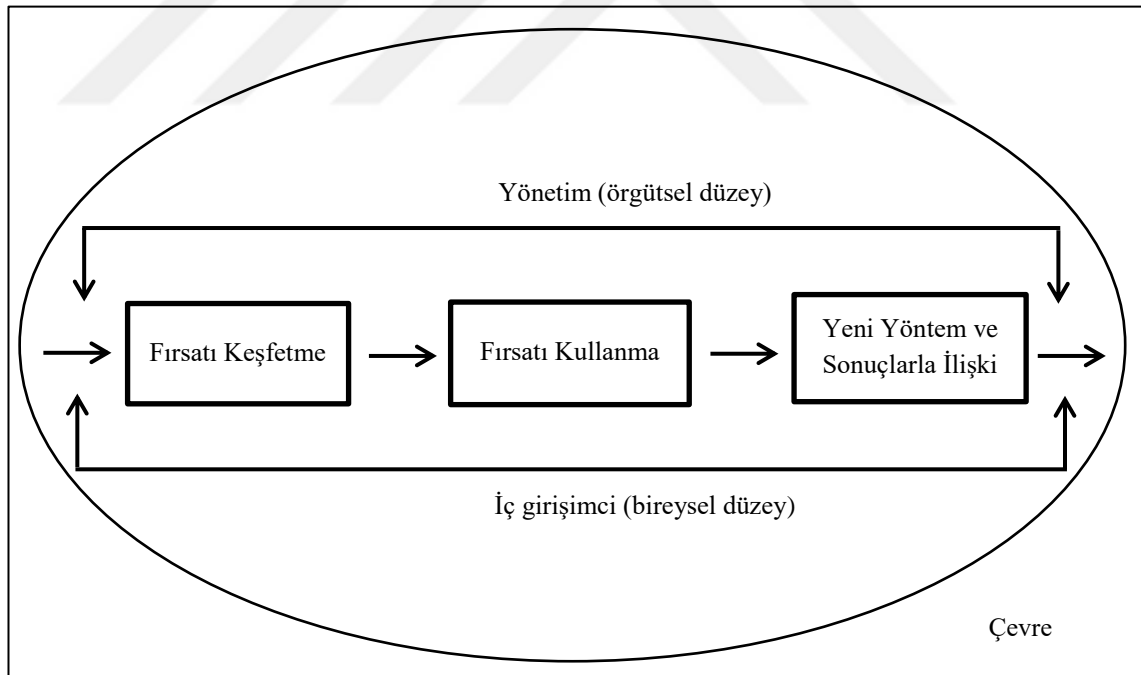 Yönetim (örgütsel düzey)
Fırsatı Keşfetme
Fırsatı Kullanma
Yeni Yöntem ve
Sonuçlarla İlişki
İç girişimci (bireysel düzey)
Çevre